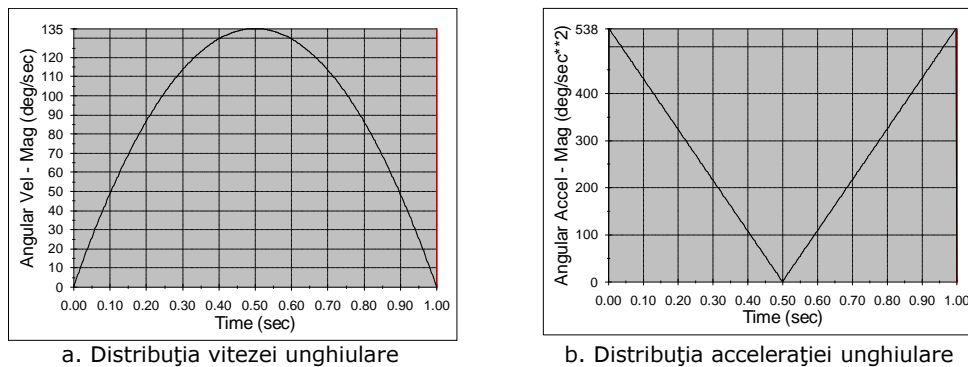 135
120
110
100
90
80
70
60
50
40
30
20
10
0
Angular Vel - Mag (deg/sec)
0.00 0.10 0.20 0.30 0.40 0.50 0.60 0.70 0.80 0.90 1.00
Time (sec)
a. Distribuţia vitezei unghiulare
538
400
300
200
100
0
Angular Accel - Mag (deg/sec**2)
0.00 0.10 0.20 0.30 0.40 0.50 0.60 0.70 0.80 0.90 1.00
Time (sec)
b. Distribuţia acceleraţiei unghiulare